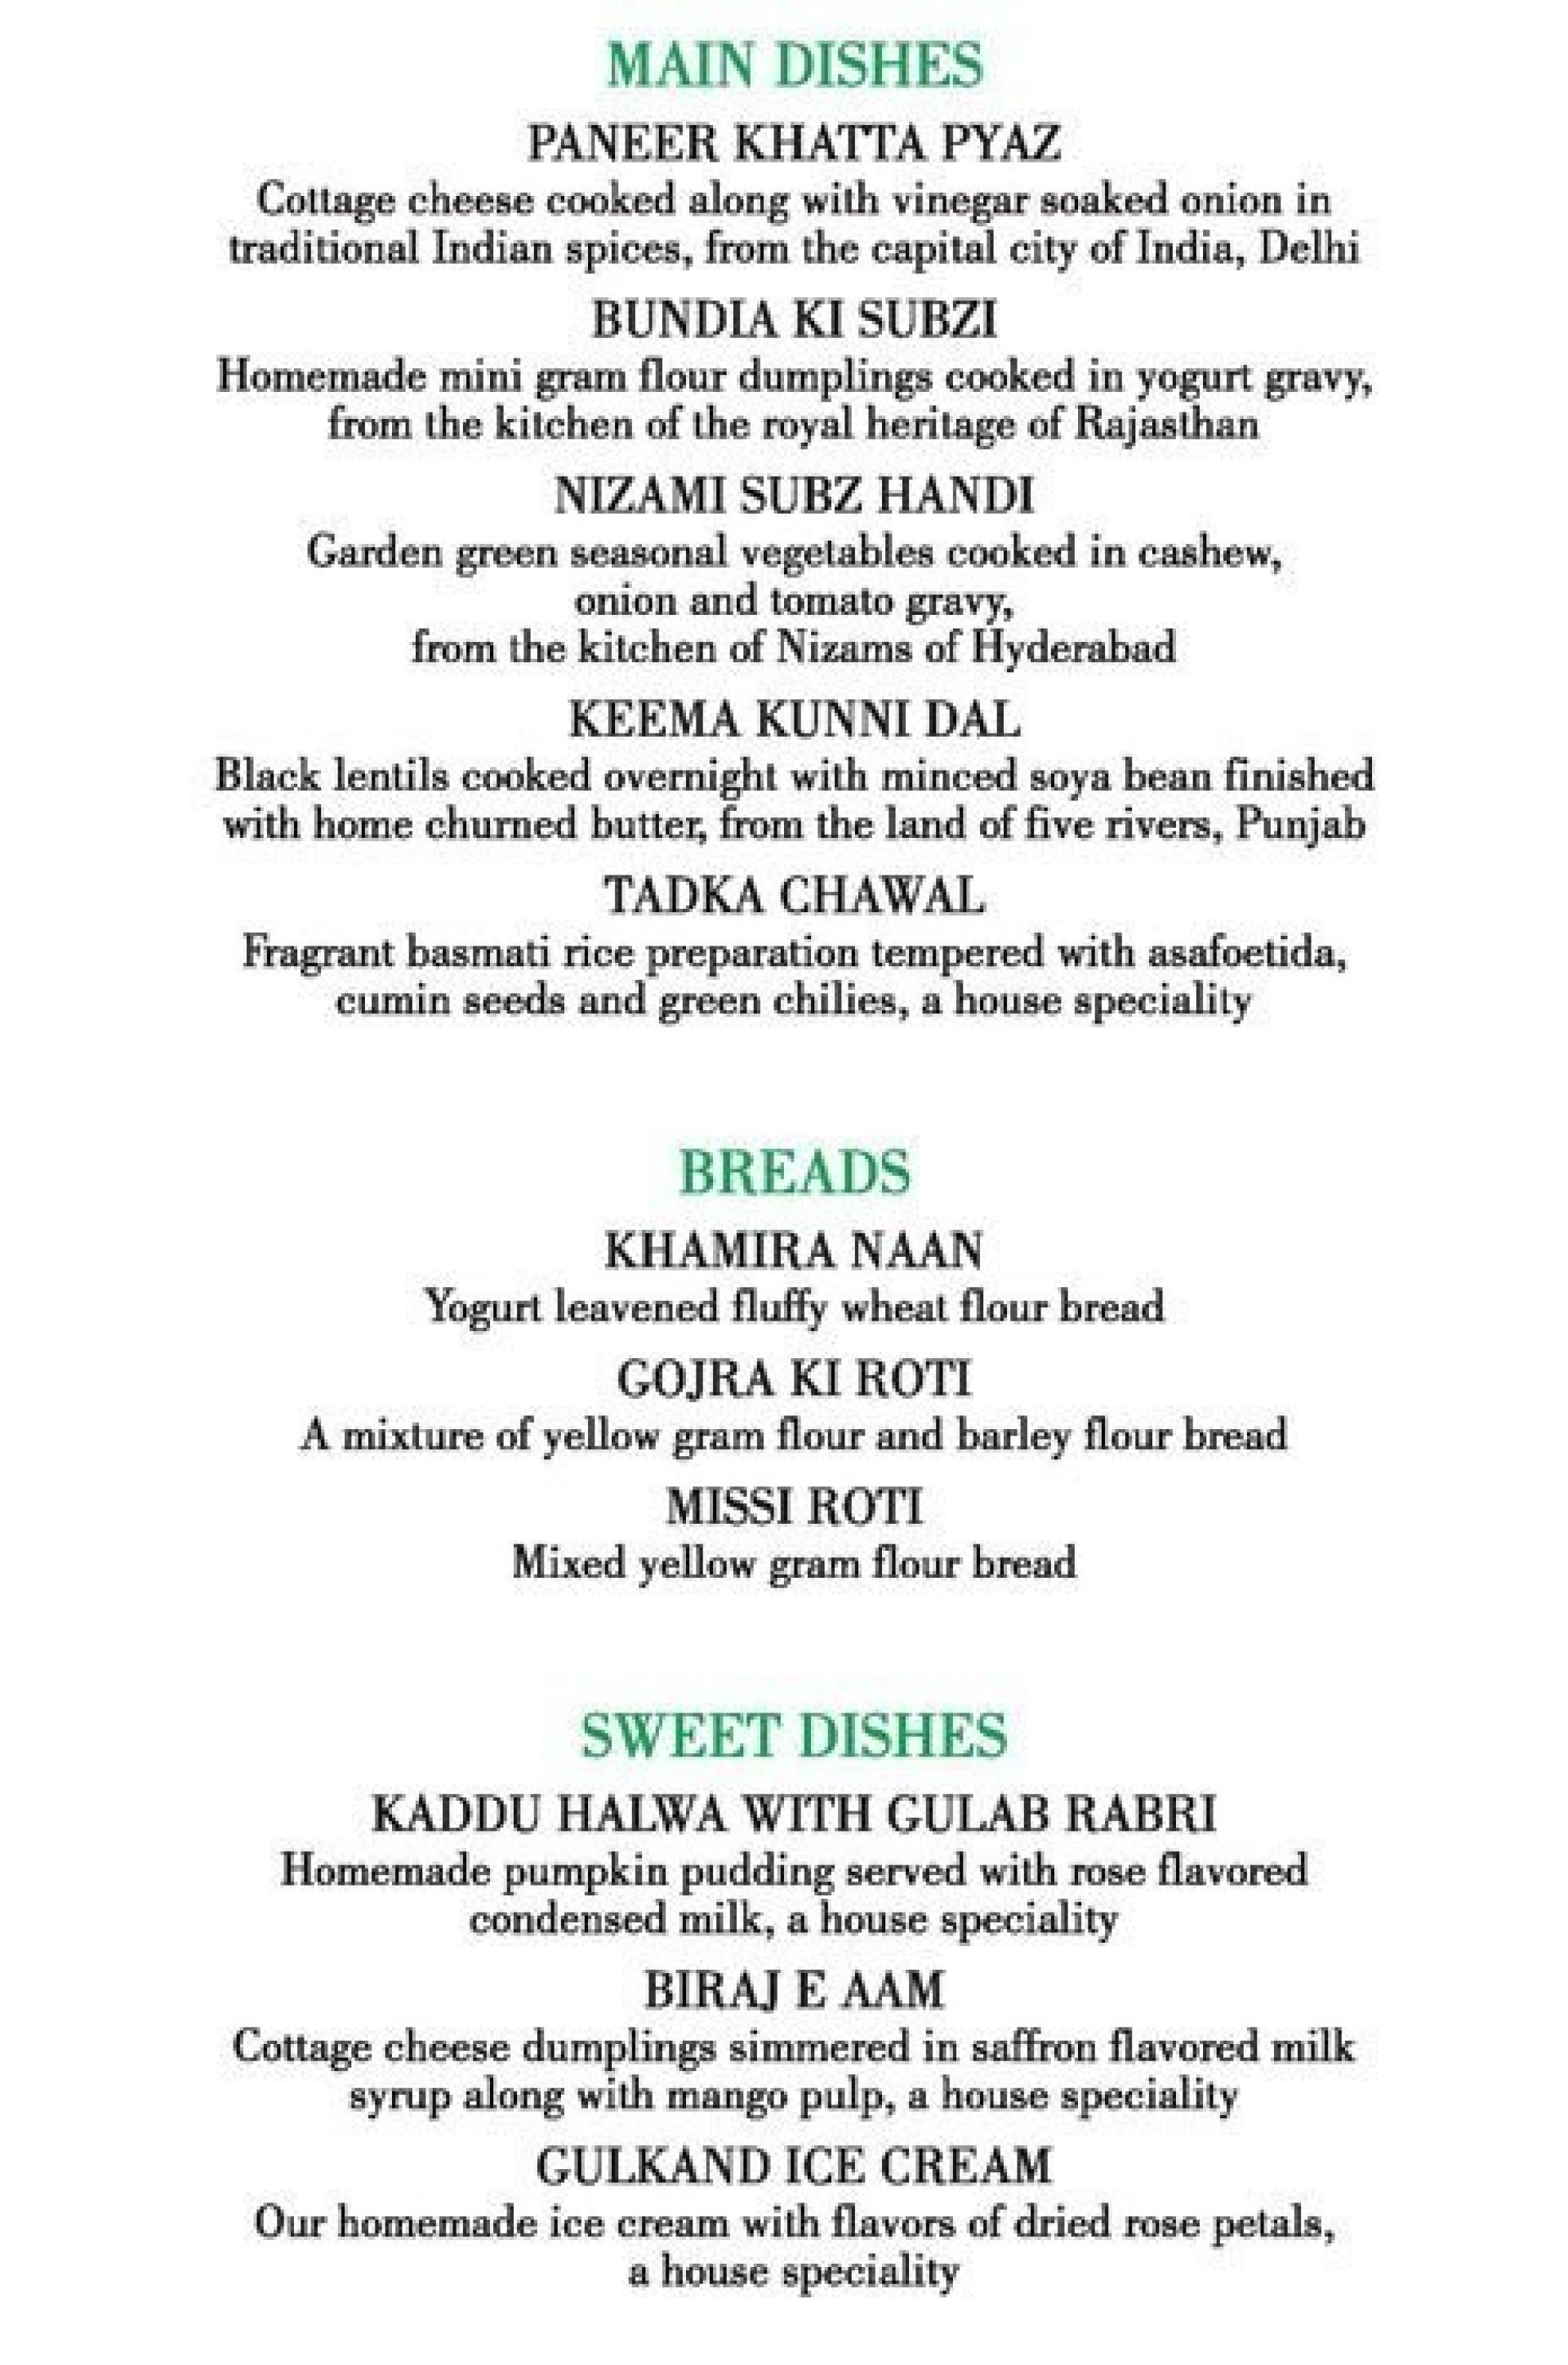 MAIN DISHES
PANEER KHATTA PYAZ
Cottage cheese cooked along with vinegar soaked onion in
traditional Indian spices, from the capital city of India, Delhi
BUNDIA KI SUBZI
Homemade mini gram flour dumplings cooked in yogurt gravy,
from the kitchen of the royal heritage of Rajasthan
NIZAMI SUBZ HANDI
Garden green seasonal vegetables cooked in cashew,
onion and tomato gravy,
from the kitchen of Nizams of Hyderabad
KEEMA KUNNI DAL
Black lentils cooked overnight with minced soya bean finished
with home churned butter, from the land of five rivers, Punjab
TADKA CHAWAL
Fragrant basmati rice preparation tempered with asafoetida,
cumin seeds and green chilies, a house speciality
BREADS
KHAMIRA NAAN
Yogurt leavened fluffy wheat flour bread
GOJRA KI ROTI
A mixture of yellow gram flour and barley flour bread
MISSI ROTI
Mixed yellow gram flour bread
SWEET DISHES
KADDU HALWA WITH GULAB RABRI
Homemade pumpkin pudding served with rose flavored
condensed milk, a house speciality
BIRAJ E AAM
Cottage cheese dumplings simmered in saffron flavored milk
syrup along with mango pulp, a house speciality
GULKAND ICE CREAM
Our homemade ice cream with flavors of dried rose petals,
a house speciality